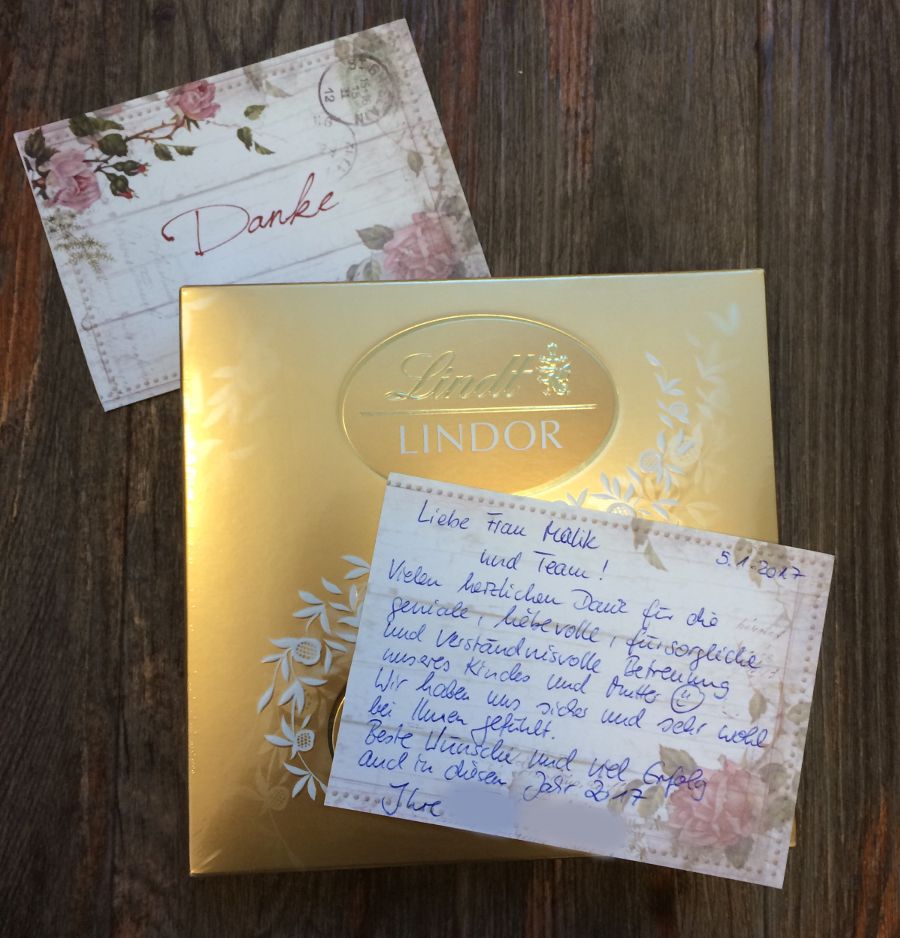 Danke
Lindt
LINDOR
Liebe Frau Malik
und Team!
5.1.2017
Vielen herzlichen Dank für die
geniale, liebevolle, fürsorgliche
und verständnisvolle Betreuung
unseres Kindes und Mutter
Wir haben uns sicher und sehr wohl
bei Ihnen gefühlt.
Beste Wünsche und viel Erfolg
auch in diesem Jahr 2017
Ihre